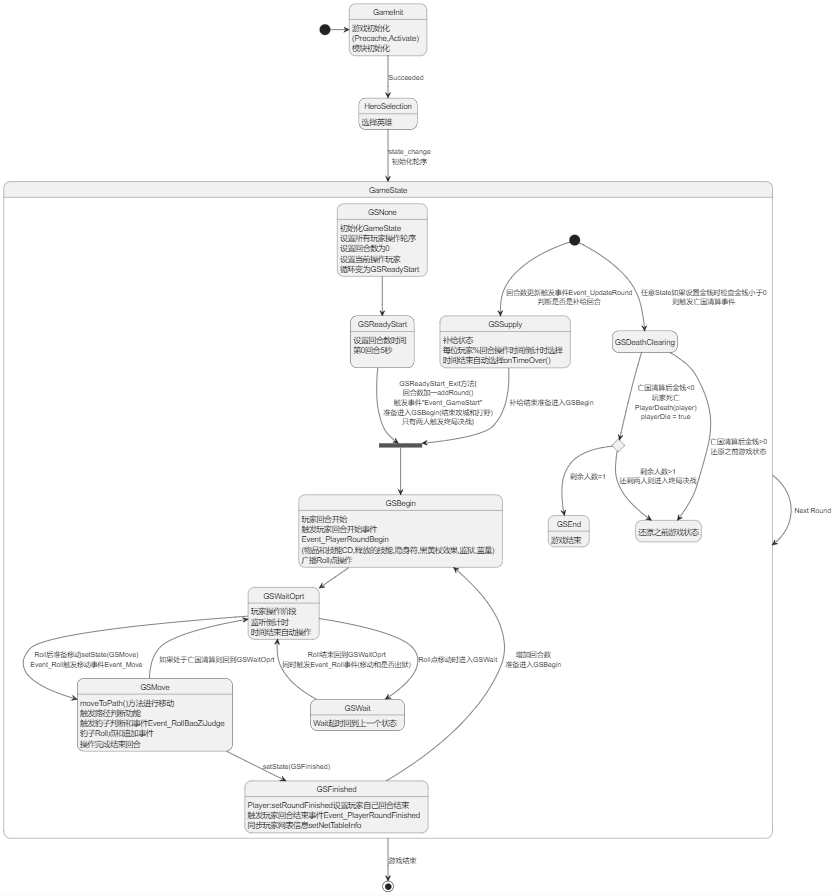 GameInit
游戏初始化
(Precache,Activate)
模块初始化
Succeeded
HeroSelection
选择英雄
state_change
初始化轮序
GameState
GSNone
初始化GameState
设置所有玩家操作轮序
设置回合数为0
设置当前操作玩家
循环变为GSReadyStart
回合数更新触发事件Event_UpdateRound
判断是否是补给回合
任意State如果设置金钱时检查金钱小于0
则触发亡国清算事件
GSReadyStart
设置回合数时间
第0回合5秒
GSSupply
补给状态
每位玩家%回合操作时间倒计时选择
时间结束自动选择onTimeOver()
GSDeathClearing
GSReadyStart_Exit方法{
回合数加一addRound()
触发事件"Event_GameStart"
准备进入GSBegin(结束攻城和打野)
只有两人触发终局决战}
补给结束准备进入GSBegin
亡国清算后金钱<0
玩家死亡
PlayerDeath(player)
playerDie = true
亡国清算后金钱>0
还原之前游戏状态
剩余人数=1
剩余人数>1
还剩两人则进入终局决战
GSEnd
游戏结束
还原之前游戏状态
Next Round
GSBegin
玩家回合开始
触发玩家回合开始事件
Event_PlayerRoundBegin
(物品和技能CD,释放的技能,隐身符,黑黄杖效果,监狱,蓝量)
广播Roll点操作
GSWaitOprt
玩家操作阶段
监听倒计时
时间结束自动操作
Roll后准备移动setState(GSMove)
Event_Roll触发移动事件Event_Move
如果处于亡国清算则回到GSWaitOprt
Roll结束回到GSWaitOprt
同时触发Event_Roll事件(移动和是否出狱)
Roll点移动时进入GSWait
增加回合数
准备进入GSBegin
GSMove
moveToPath()方法进行移动
触发路径判断功能
触发豹子判断和事件Event_RollBaoZiJudge
豹子Roll点和追加事件
操作完成结束回合
GSWait
Wait超时回到上一个状态
setState(GSFinished)
GSFinished
Player:setRoundFinished设置玩家自己回合结束
触发玩家回合结束事件Event_PlayerRoundFinished
同步玩家网表信息setNetTableInfo
游戏结束